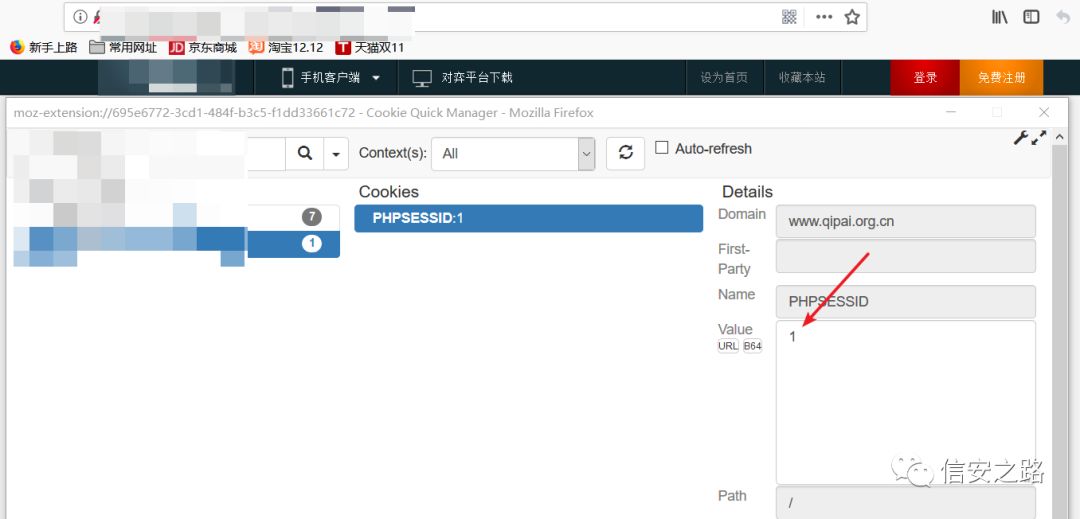 新手上路 常用网址 JD 京东商城 淘 淘宝12.12 T 天猫双11
手机客户端 对弈平台下载 设为首页 收藏本站 登录 免费注册
moz-extension://695e6772-3cd1-484f-b3c5-f1dd33661c72 - Cookie Quick Manager - Mozilla Firefox
Context(s): All Auto-refresh
Cookies
7
1
PHPSESSID:1
Details
Domain www.qipai.org.cn
First-
Party
Name PHPSESSID
Value 1
URL B64
信安之路
Path /